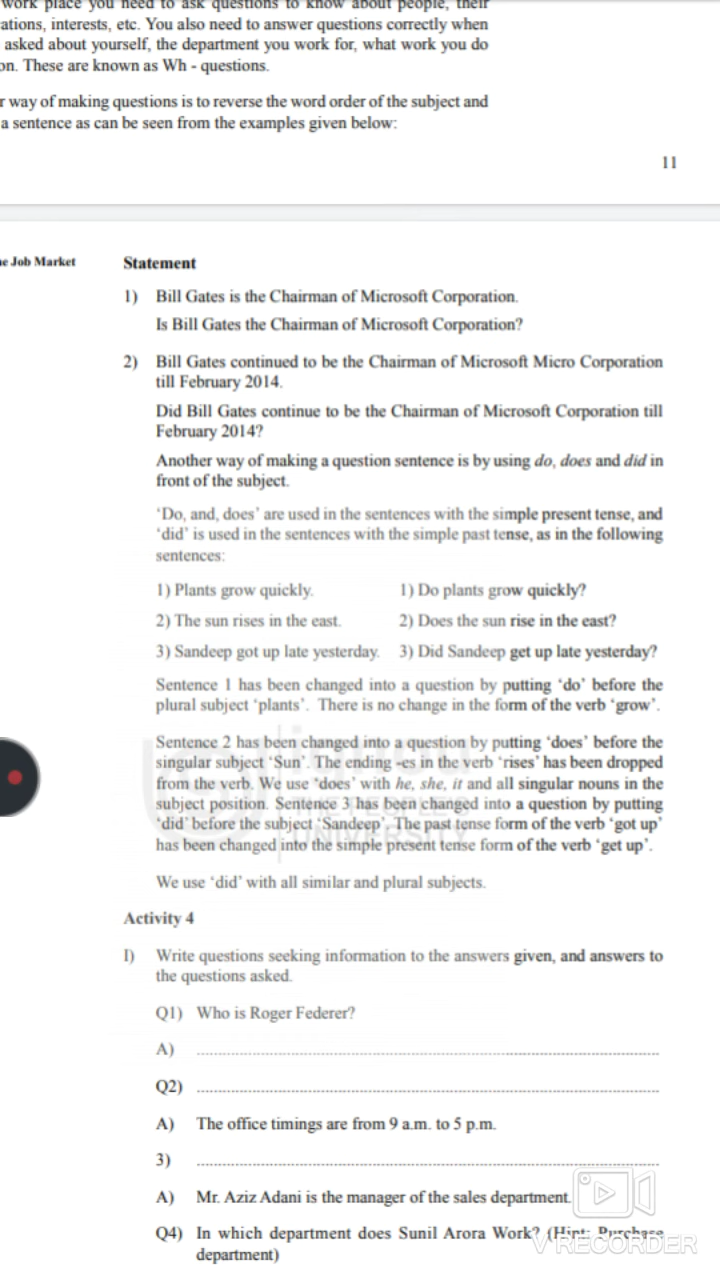 work place you need to ask questions to know about people, their
ations, interests, etc. You also need to answer questions correctly when
asked about yourself, the department you work for, what work you do
on. These are known as Wh - questions.
r way of making questions is to reverse the word order of the subject and
a sentence as can be seen from the examples given below:
11
e Job Market
Statement
1) Bill Gates is the Chairman of Microsoft Corporation.
Is Bill Gates the Chairman of Microsoft Corporation?
2) Bill Gates continued to be the Chairman of Microsoft Micro Corporation
till February 2014.
Did Bill Gates continue to be the Chairman of Microsoft Corporation till
February 2014?
Another way of making a question sentence is by using do, does and did in
front of the subject.
‘Do, and, does’ are used in the sentences with the simple present tense, and
‘did’ is used in the sentences with the simple past tense, as in the following
sentences:
1) Plants grow quickly. 1) Do plants grow quickly?
2) The sun rises in the east. 2) Does the sun rise in the east?
3) Sandeep got up late yesterday. 3) Did Sandeep get up late yesterday?
Sentence 1 has been changed into a question by putting ‘do’ before the
plural subject ‘plants’. There is no change in the form of the verb ‘grow’.
Sentence 2 has been changed into a question by putting ‘does’ before the
singular subject ‘Sun’. The ending -es in the verb ‘rises’ has been dropped
from the verb. We use ‘does’ with he, she, it and all singular nouns in the
subject position. Sentence 3 has been changed into a question by putting
‘did’ before the subject ‘Sandeep’. The past tense form of the verb ‘got up’
has been changed into the simple present tense form of the verb ‘get up’.
UNIVERSITY
We use ‘did’ with all similar and plural subjects.
Activity 4
I) Write questions seeking information to the answers given, and answers to
the questions asked.
Q1) Who is Roger Federer?
A)
Q2)
A) The office timings are from 9 a.m. to 5 p.m.
3)
A) Mr. Aziz Adani is the manager of the sales department.
Q4) In which department does Sunil Arora Work? (Hint: Purchase
department)
V RECORDER